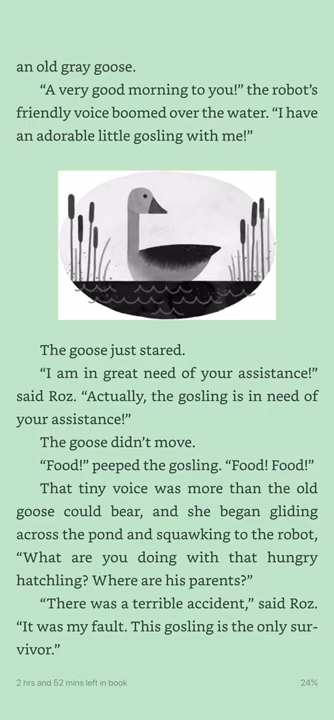 an old gray goose.
“A very good morning to you!” the robot’s
friendly voice boomed over the water. “I have
an adorable little gosling with me!”
The goose just stared.
“I am in great need of your assistance!”
said Roz. “Actually, the gosling is in need of
your assistance!”
The goose didn’t move.
“Food!” peeped the gosling. “Food! Food!”
That tiny voice was more than the old
goose could bear, and she began gliding
across the pond and squawking to the robot,
“What are you doing with that hungry
hatchling? Where are his parents?”
“There was a terrible accident,” said Roz.
“It was my fault. This gosling is the only sur-
vivor.”
2 hrs and 52 mins left in book
24%